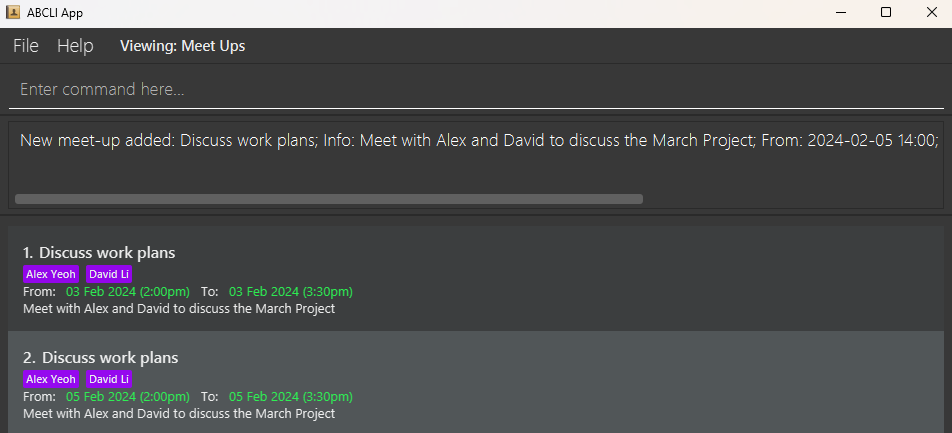 ABCLI App
File Help Viewing: Meet Ups
Enter command here...
New meet-up added: Discuss work plans; Info: Meet with Alex and David to discuss the March Project; From: 2024-02-05 14:00;
1. Discuss work plans
Alex Yeoh David Li
From: 03 Feb 2024 (2:00pm) To: 03 Feb 2024 (3:30pm)
Meet with Alex and David to discuss the March Project
2. Discuss work plans
Alex Yeoh David Li
From: 05 Feb 2024 (2:00pm) To: 05 Feb 2024 (3:30pm)
Meet with Alex and David to discuss the March Project